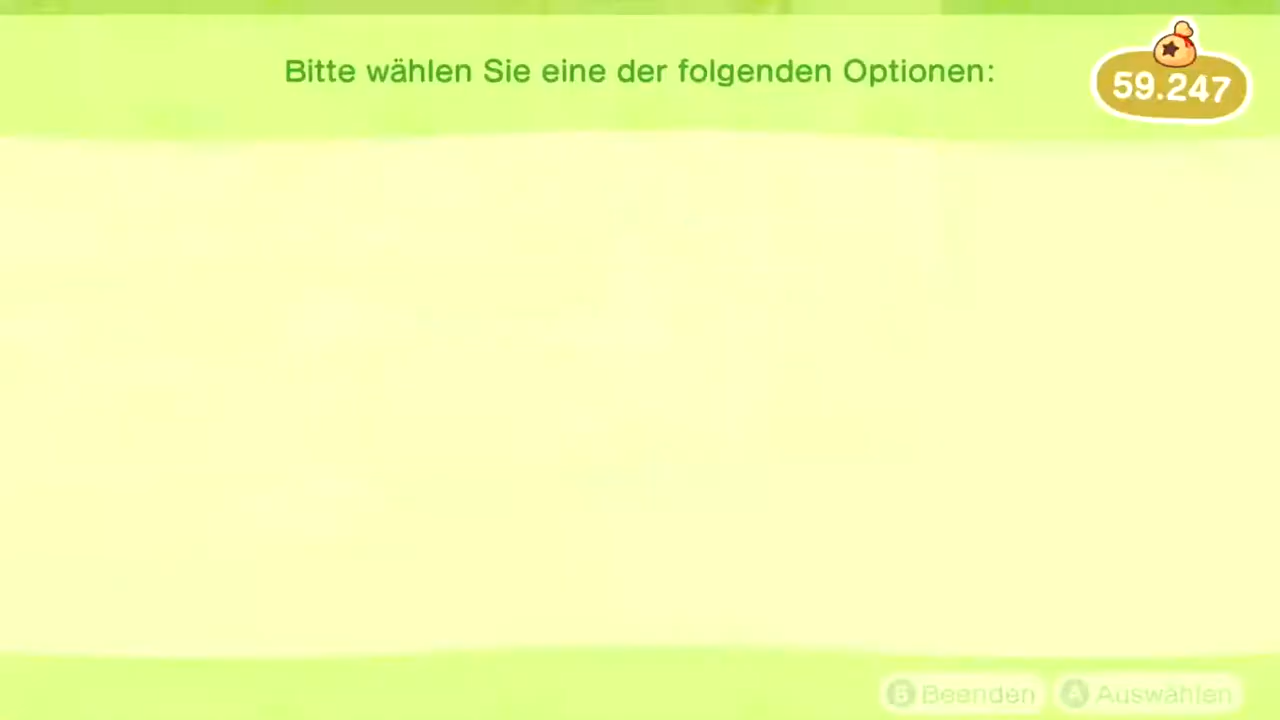 Bitte wählen Sie eine der folgenden Optionen:
59.247
B Beenden A Auswählen